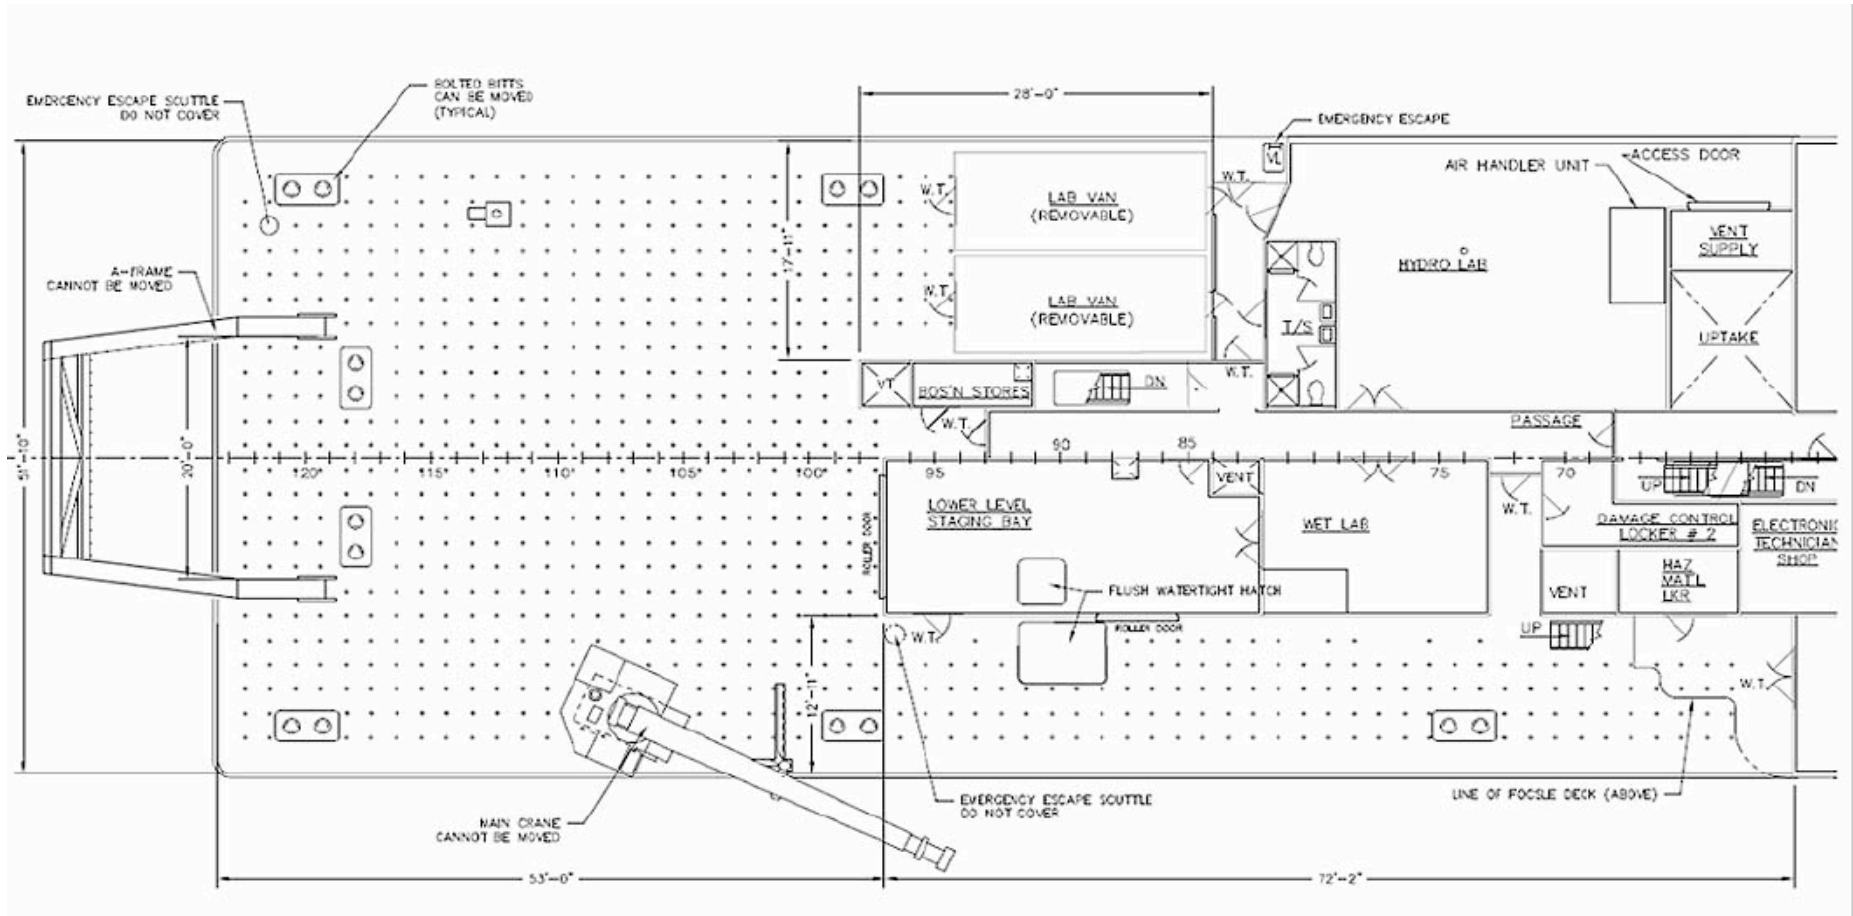 EMERGENCY ESCAPE SCUTTLE
DO NOT COVER
BOLTED BITTS
CAN BE MOVED
(TYPICAL)
28'-0"
EMERGENCY ESCAPE
ACCESS DOOR
AIR HANDLER UNIT
W.T.
W.T.
LAB VAN
(REMOVABLE)
VENT
SUPPLY
17'-11"
HYDRO LAB
A-FRAME
CANNOT BE MOVED
W.T.
LAB VAN
(REMOVABLE)
T/S
UPTAKE
W.T.
VT
BOS'N STORES
DN
W.T.
PASSAGE
51'-10"
20'-0"
120"
115"
110"
105"
100"
95
90
85
75
70
VENT
UP
DN
LOWER LEVEL
STAGING BAY
WET LAB
W.T.
DAMAGE CONTROL
LOCKER # 2
ELECTRONIC
TECHNICIAN
SHOP
ROLLER DOOR
HAZ
MAT'L
LKR
VENT
FLUSH WATERTIGHT HATCH
ROLLER DOOR
W.T.
UP
12'-11"
W.T.
MAIN CRANE
CANNOT BE MOVED
EMERGENCY ESCAPE SCUTTLE
DO NOT COVER
LINE OF FOCSLE DECK (ABOVE)
53'-0"
72'-2"